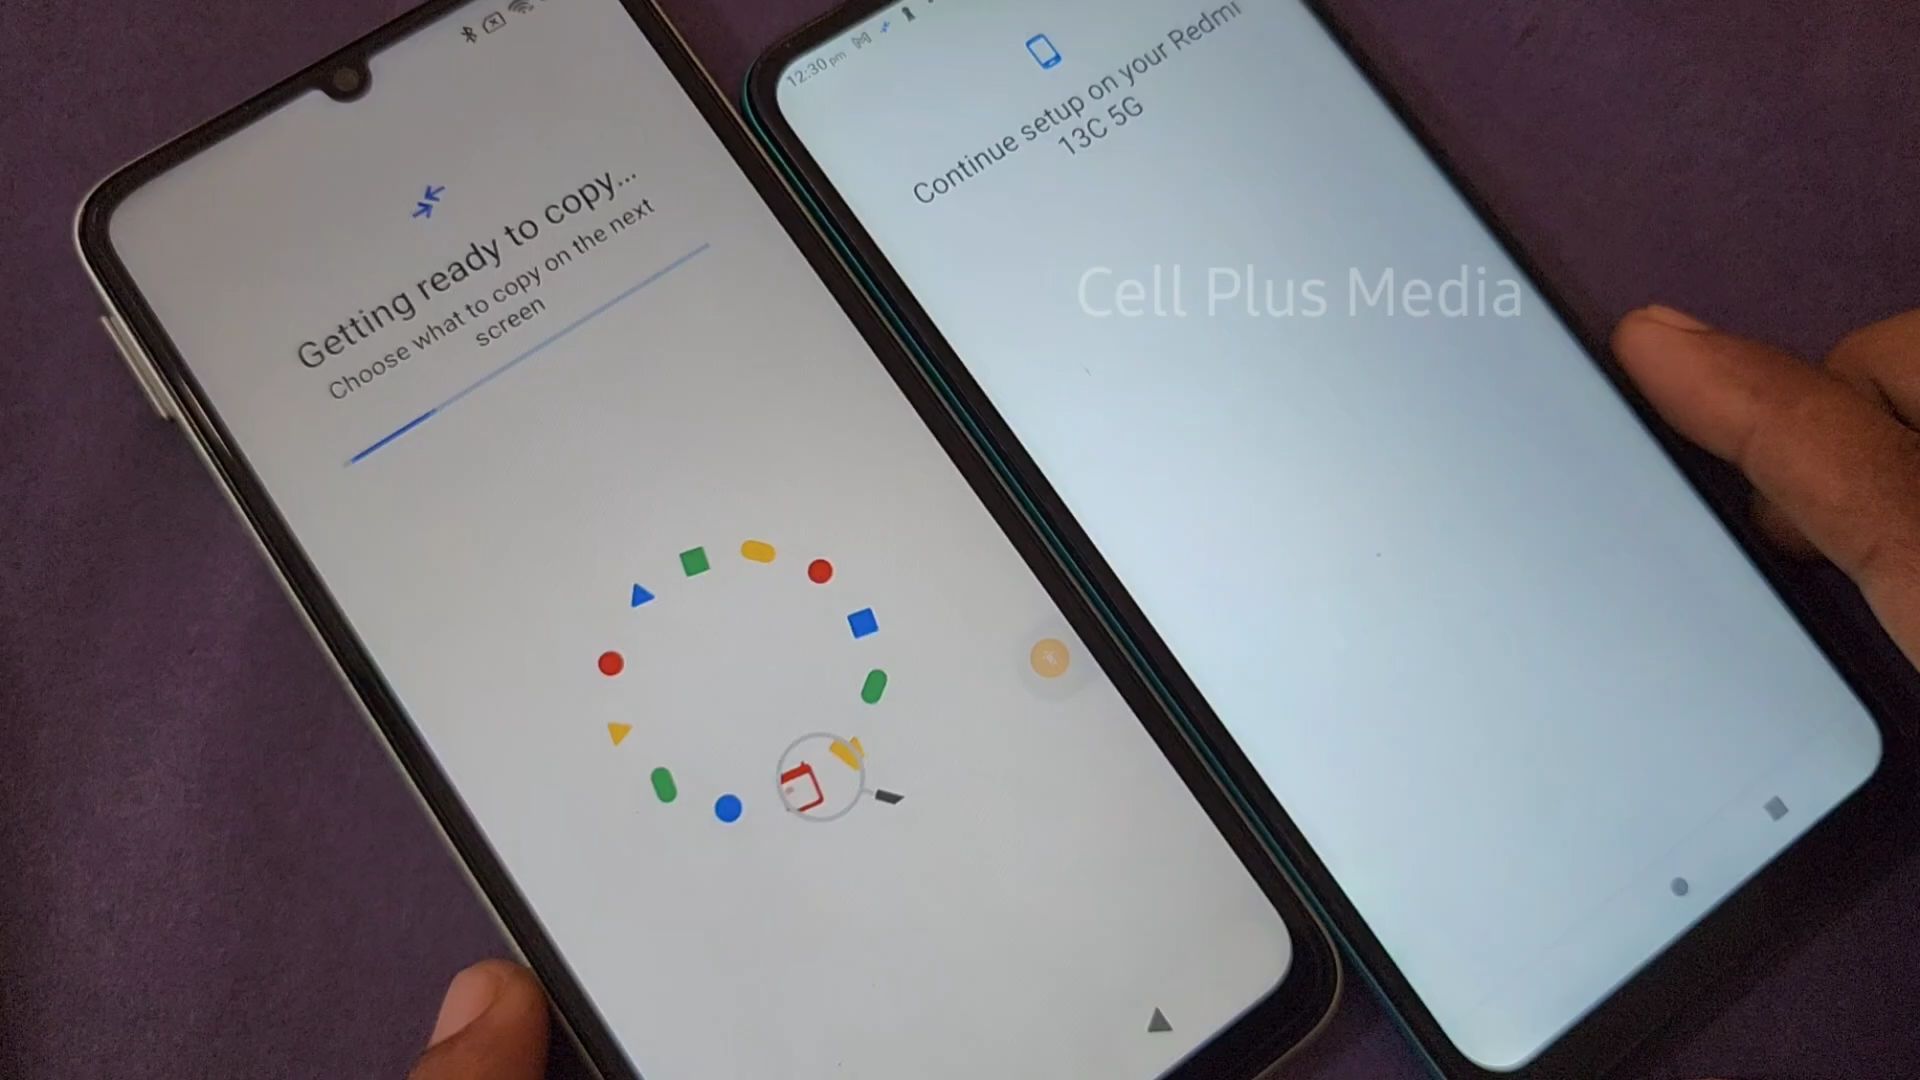 Getting ready to copy...
Choose what to copy on the next
screen
12:30 pm
Continue setup on your Redmi
13C 5G
Cell Plus Media